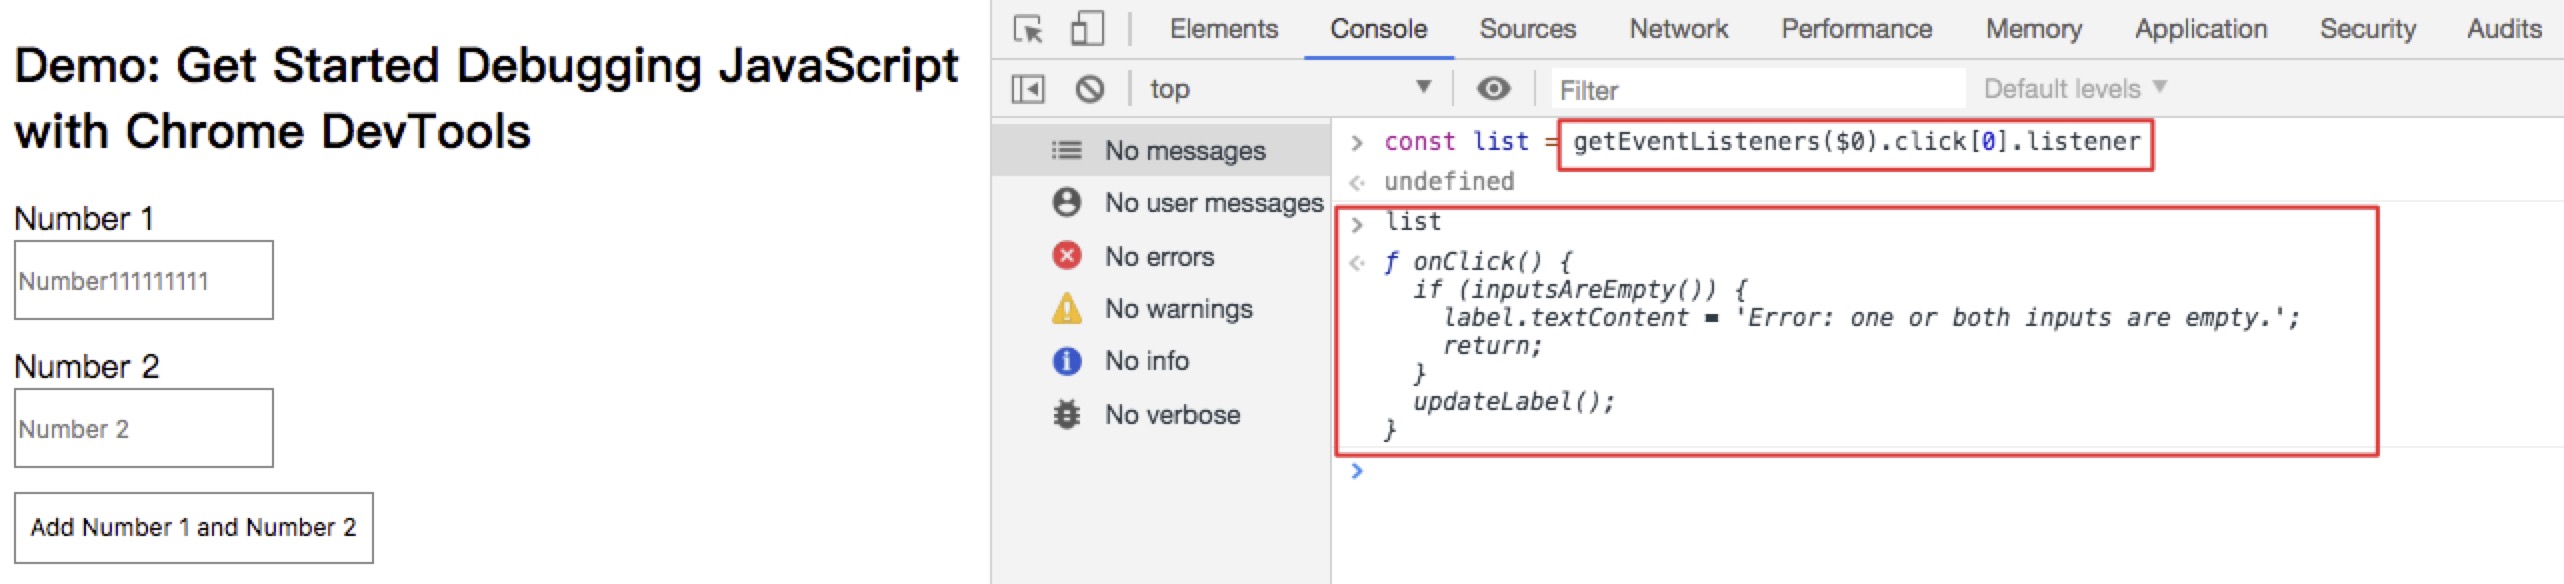 Demo: Get Started Debugging JavaScript
with Chrome DevTools
Number 1
Number111111111
Number 2
Number 2
Add Number 1 and Number 2
Elements Console Sources Network Performance Memory Application Security Audits
top Filter Default levels
No messages
No user messages
No errors
No warnings
No info
No verbose
> const list = getEventListeners($0).click[0].listener
undefined
> list
ƒ onClick() {
if (inputsAreEmpty()) {
label.textContent = 'Error: one or both inputs are empty.';
return;
}
updateLabel();
}
>